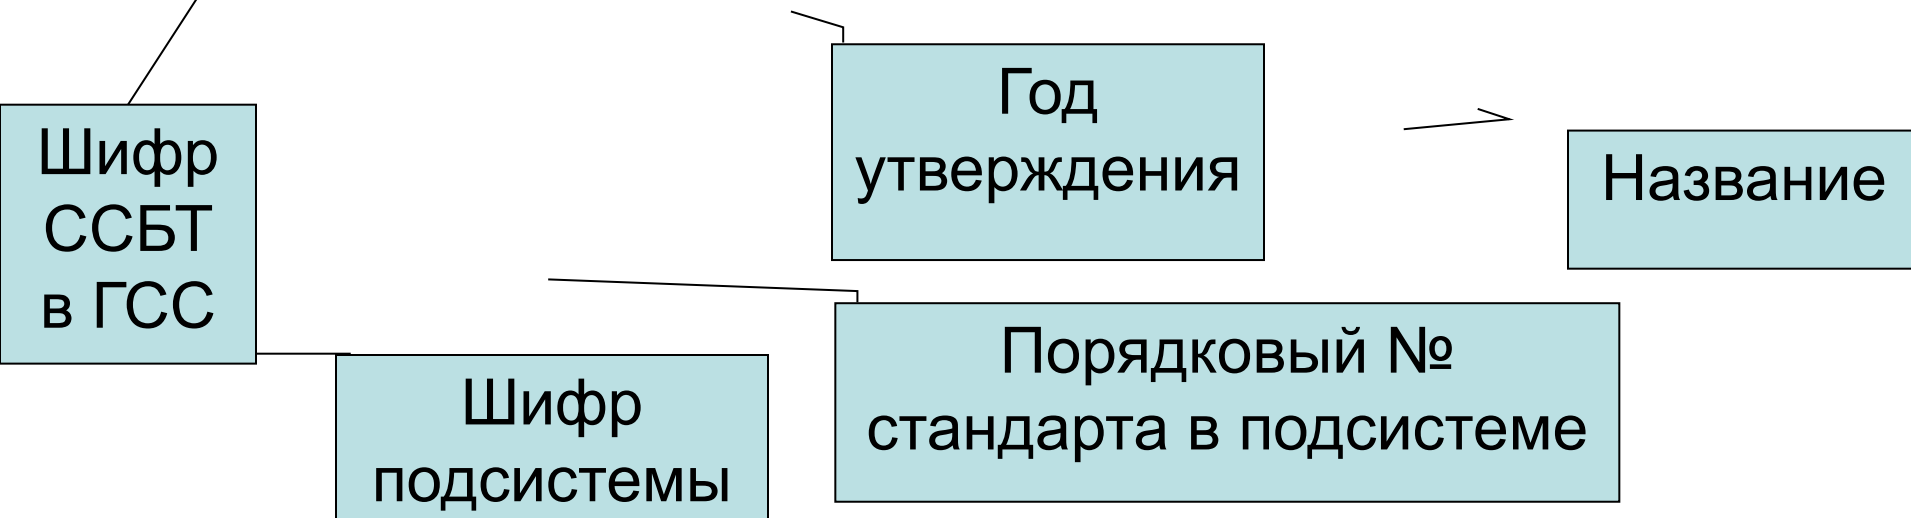 Шифр
ССБТ
в ГСС
Шифр
подсистемы
Год
утверждения
Порядковый №
стандарта в подсистеме
Название